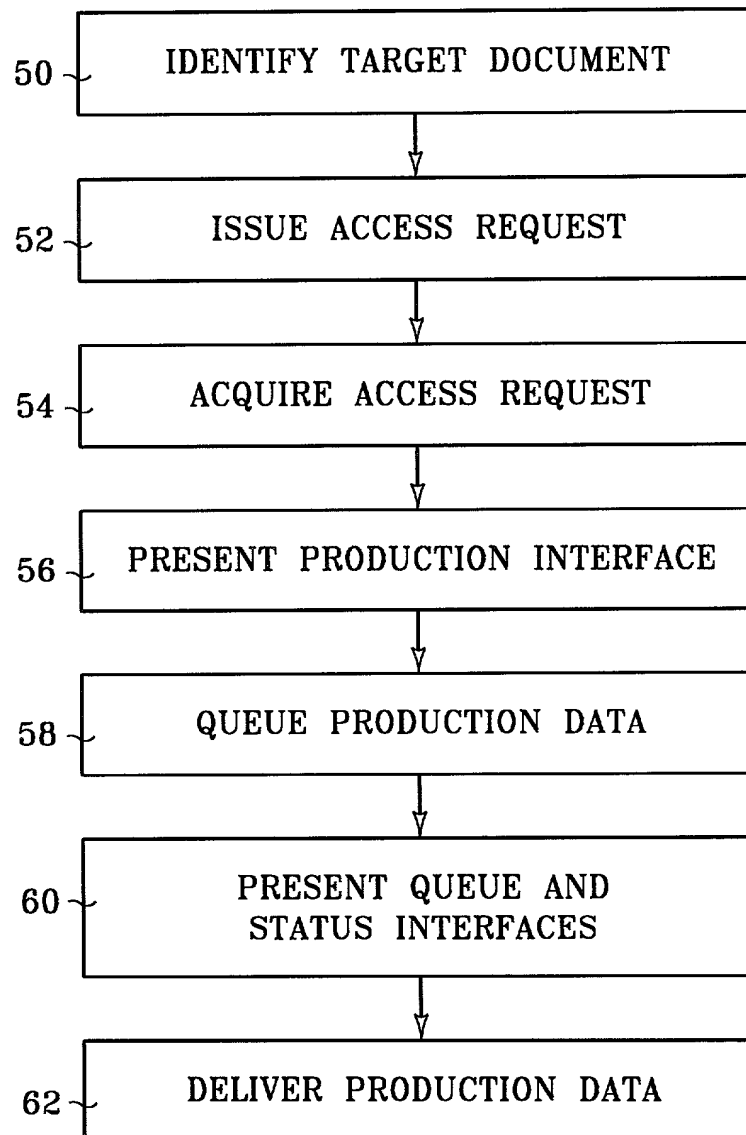 50 IDENTIFY TARGET DOCUMENT
52 ISSUE ACCESS REQUEST
54 ACQUIRE ACCESS REQUEST
56 PRESENT PRODUCTION INTERFACE
58 QUEUE PRODUCTION DATA
60 PRESENT QUEUE AND
STATUS INTERFACES
62 DELIVER PRODUCTION DATA